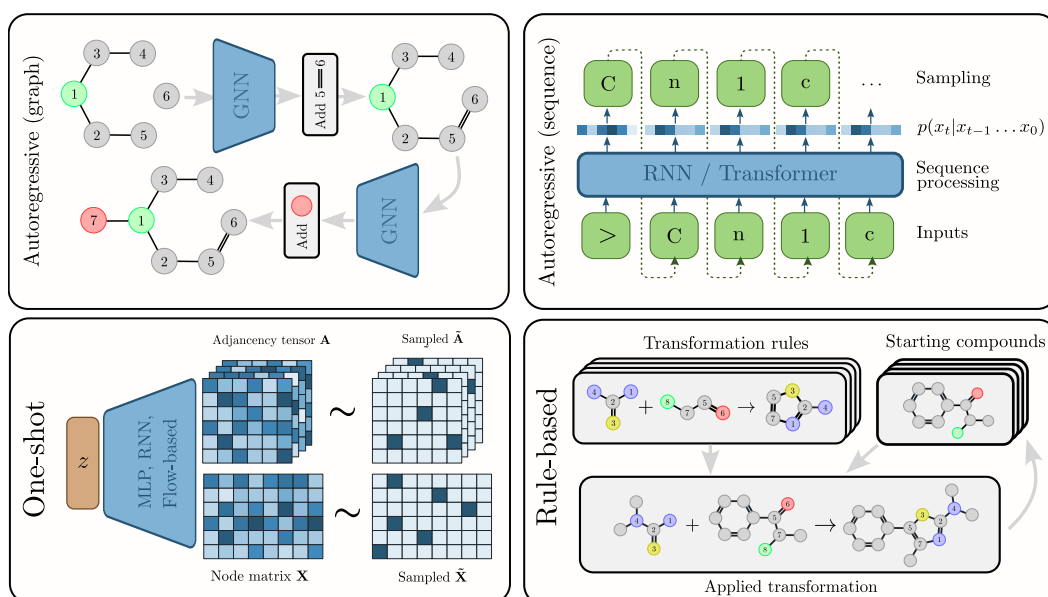 Autoregressive (graph)
3
4
1
6
2
5
GNN
Add 5═6
3
4
1
6
2
5
GNN
Add
3
4
7
1
6
2
5
Autoregressive (sequence)
C
n
1
c
...
Sampling
p(x_t|x_{t−1} … x_0)
RNN / Transformer
Sequence
processing
>
C
n
1
c
Inputs
One-shot
z
MLP, RNN,
Flow-based
Adjancency tensor A
Sampled Ã
∼
∼
Node matrix X
Sampled X̃
Rule-based
Transformation rules
Starting compounds
4
1
2
3
+
8
7
5
6
→
3
5
2
4
7
1
4
1
2
3
+
6
5
7
8
→
3
4
5
2
7
1
Applied transformation